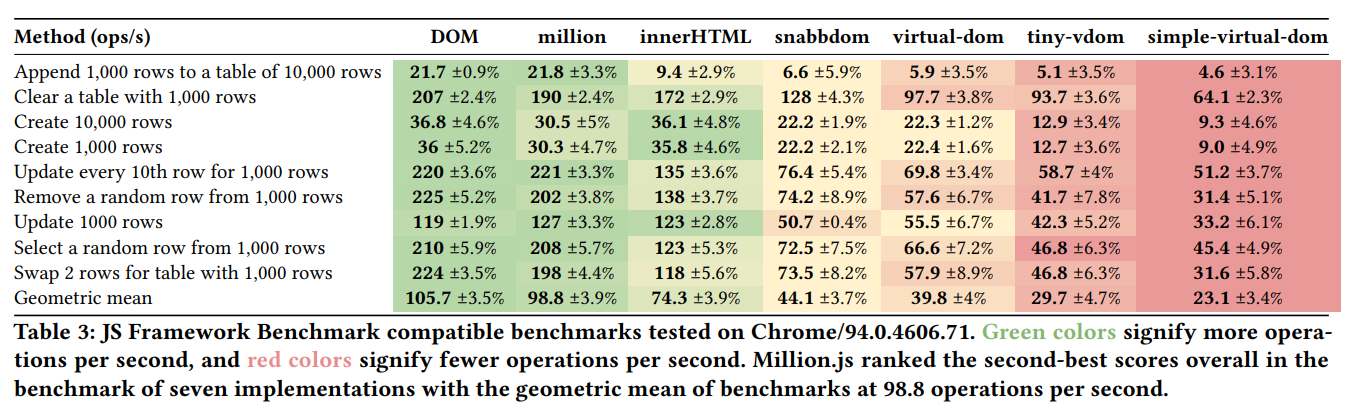 Method (ops/s) DOM million innerHTML snabbdom virtual-dom tiny-vdom simple-virtual-dom
Append 1,000 rows to a table of 10,000 rows 21.7 ±0.9% 21.8 ±3.3% 9.4 ±2.9% 6.6 ±5.9% 5.9 ±3.5% 5.1 ±3.5% 4.6 ±3.1%
Clear a table with 1,000 rows 207 ±2.4% 190 ±2.4% 172 ±2.9% 128 ±4.3% 97.7 ±3.8% 93.7 ±3.6% 64.1 ±2.3%
Create 10,000 rows 36.8 ±4.6% 30.5 ±5% 36.1 ±4.8% 22.2 ±1.9% 22.3 ±1.2% 12.9 ±3.4% 9.3 ±4.6%
Create 1,000 rows 36 ±5.2% 30.3 ±4.7% 35.8 ±4.6% 22.2 ±2.1% 22.4 ±1.6% 12.7 ±3.6% 9.0 ±4.9%
Update every 10th row for 1,000 rows 220 ±3.6% 221 ±3.3% 135 ±3.6% 76.4 ±5.4% 69.8 ±3.4% 58.7 ±4% 51.2 ±3.7%
Remove a random row from 1,000 rows 225 ±5.2% 202 ±3.8% 138 ±3.7% 74.2 ±8.9% 57.6 ±6.7% 41.7 ±7.8% 31.4 ±5.1%
Update 1000 rows 119 ±1.9% 127 ±3.3% 123 ±2.8% 50.7 ±0.4% 55.5 ±6.7% 42.3 ±5.2% 33.2 ±6.1%
Select a random row from 1,000 rows 210 ±5.9% 208 ±5.7% 123 ±5.3% 72.5 ±7.5% 66.6 ±7.2% 46.8 ±6.3% 45.4 ±4.9%
Swap 2 rows for table with 1,000 rows 224 ±3.5% 198 ±4.4% 118 ±5.6% 73.5 ±8.2% 57.9 ±8.9% 46.8 ±6.3% 31.6 ±5.8%
Geometric mean 105.7 ±3.5% 98.8 ±3.9% 74.3 ±3.9% 44.1 ±3.7% 39.8 ±4% 29.7 ±4.7% 23.1 ±3.4%
Table 3: JS Framework Benchmark compatible benchmarks tested on Chrome/94.0.4606.71. Green colors signify more opera-
tions per second, and red colors signify fewer operations per second. Million.js ranked the second-best scores overall in the
benchmark of seven implementations with the geometric mean of benchmarks at 98.8 operations per second.